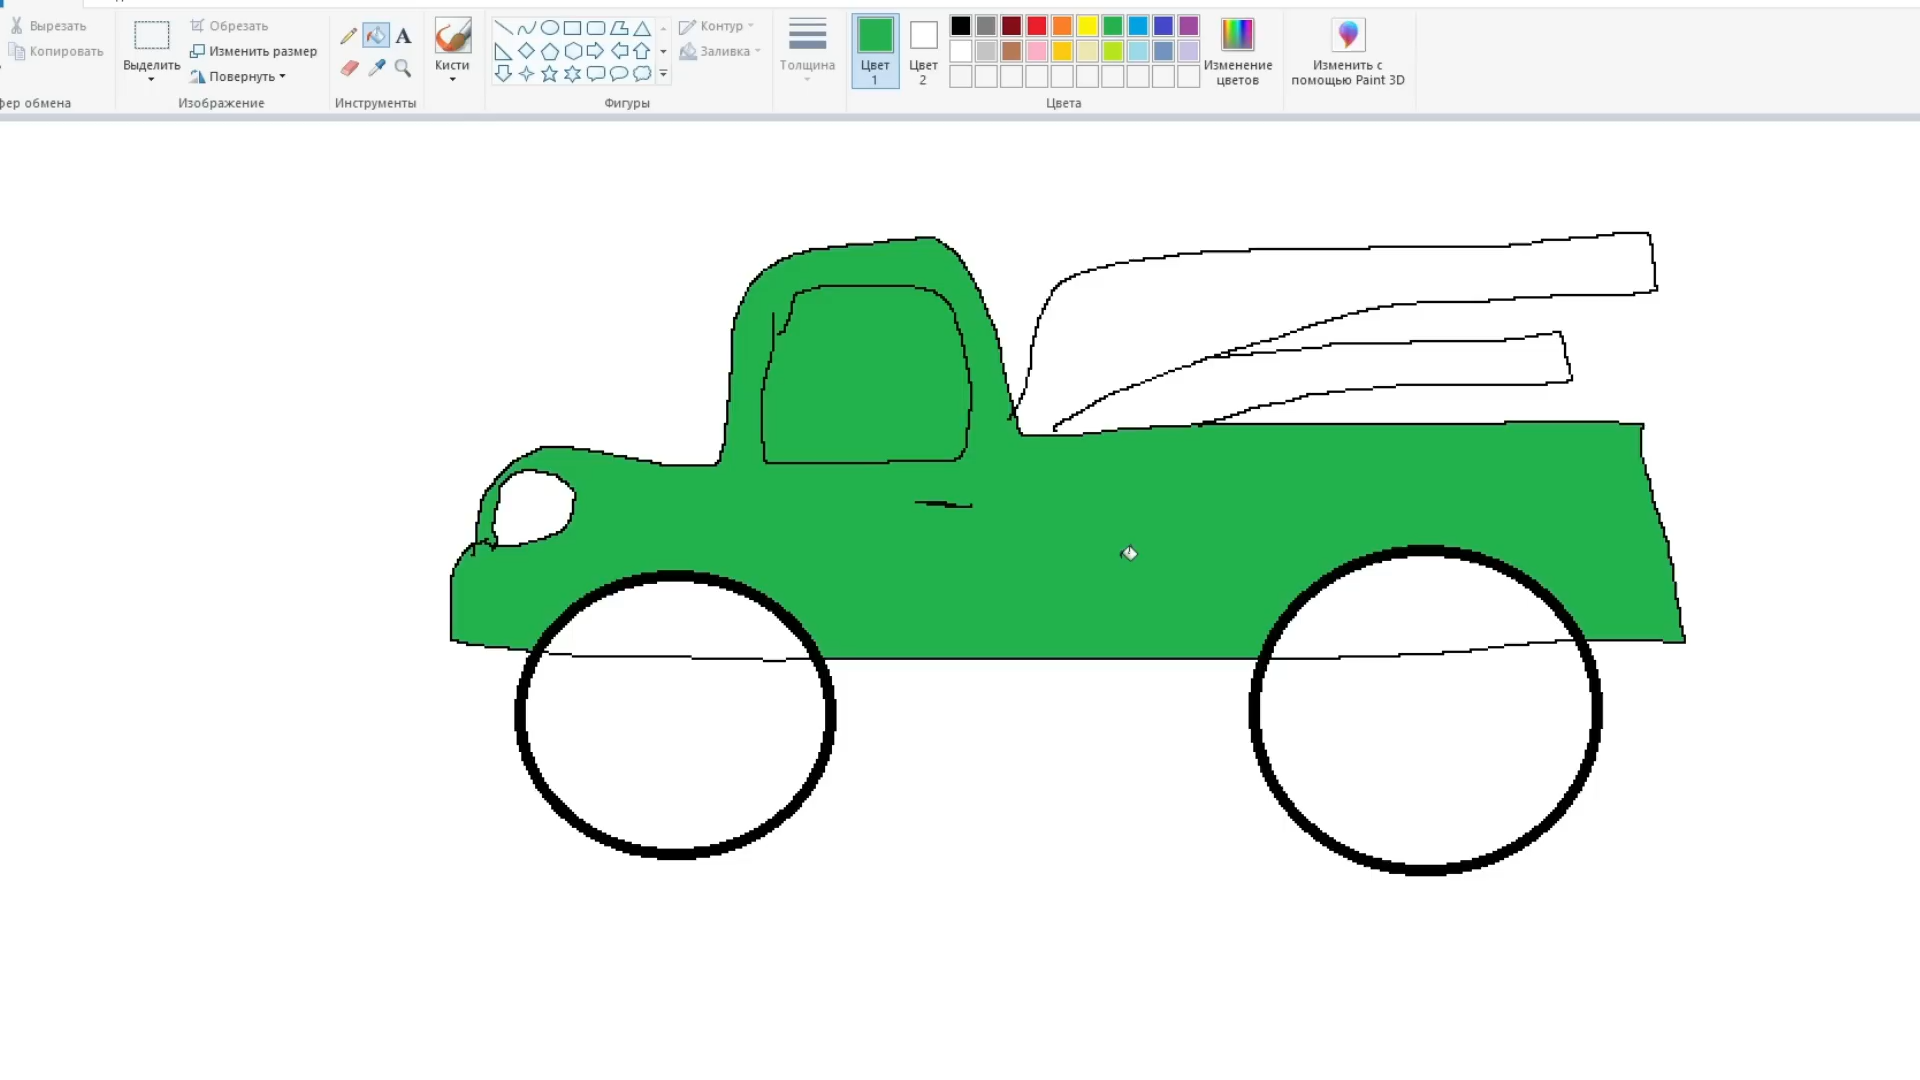 Вырезать
Копировать
фер обмена
Выделить
Обрезать
Изменить размер
Повернуть
Изображение
A
Инструменты
Кисти
Контур
Заливка
Фигуры
Толщина
Цвет
1
Цвет
2
Изменение
цветов
Цвета
Изменить с
помощью Paint 3D